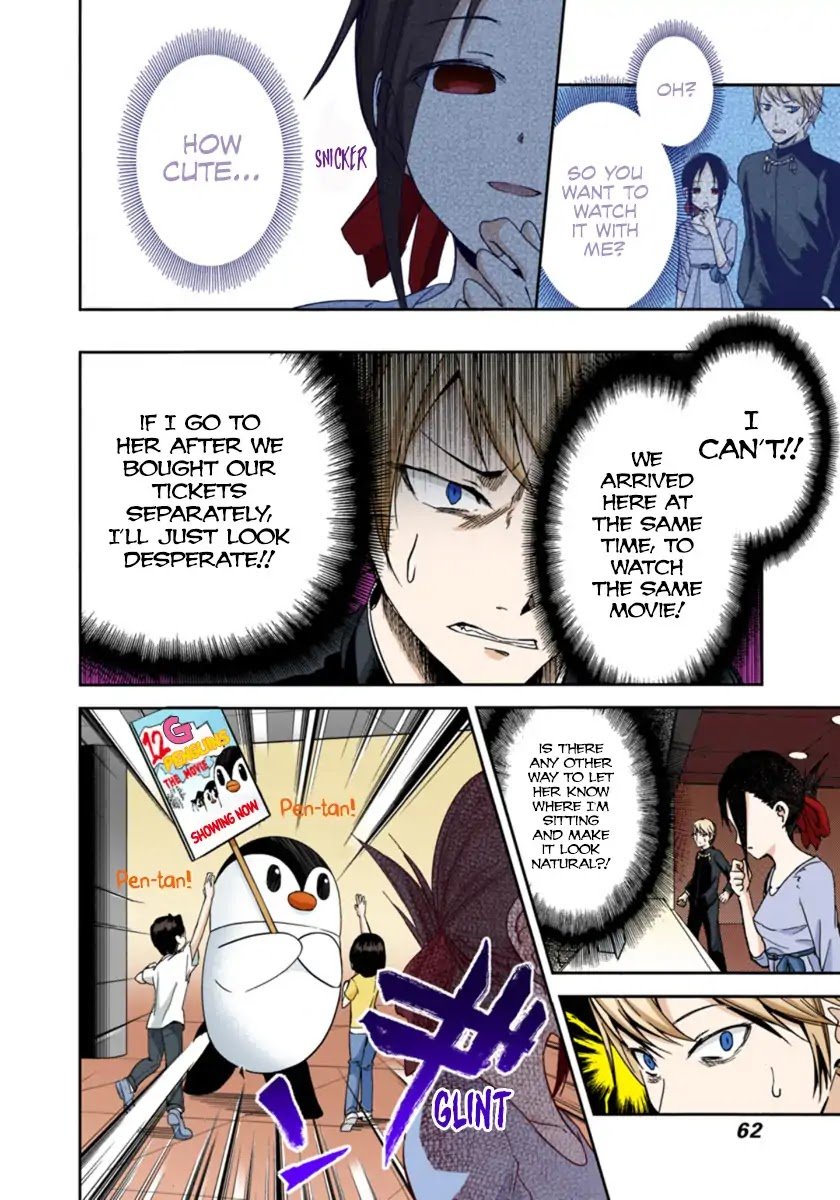 OH?
SO YOU
WANT TO
WATCH
IT WITH
ME?
HOW
CUTE...
SNICKER
I
CAN'T!!
WE
ARRIVED
HERE AT
THE SAME
TIME, TO
WATCH
THE SAME
MOVIE!
IF I GO TO
HER AFTER WE
BOUGHT OUR
TICKETS
SEPARATELY,
I'LL JUST LOOK
DESPERATE!!
IS THERE
ANY OTHER
WAY TO LET
HER KNOW
WHERE I'M
SITTING
AND MAKE
IT LOOK
NATURAL?!
12G
PENGUINS
THE MOVIE
SHOWING NOW
Pen-tan!
Pen-tan!
ギン
GLINT
62